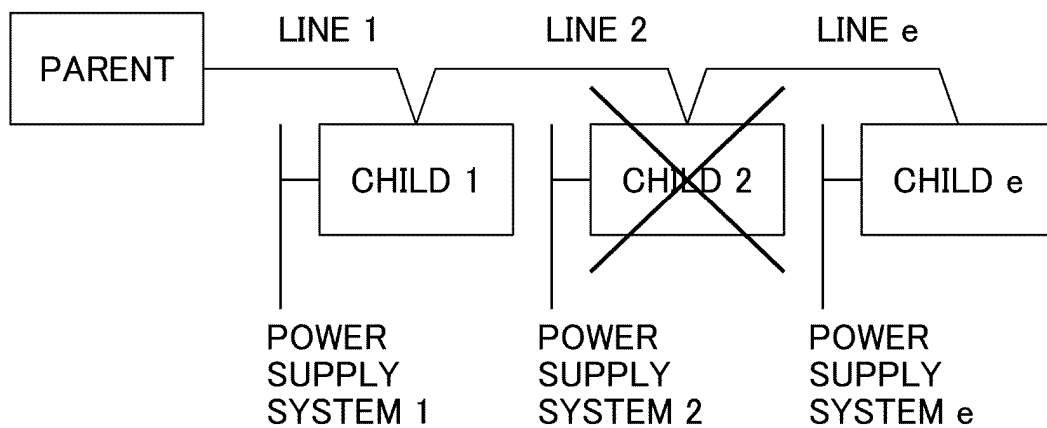 LINE 1
LINE 2
LINE e
PARENT
CHILD 1
CHILD 2
CHILD e
POWER
SUPPLY
SYSTEM 1
POWER
SUPPLY
SYSTEM 2
POWER
SUPPLY
SYSTEM e